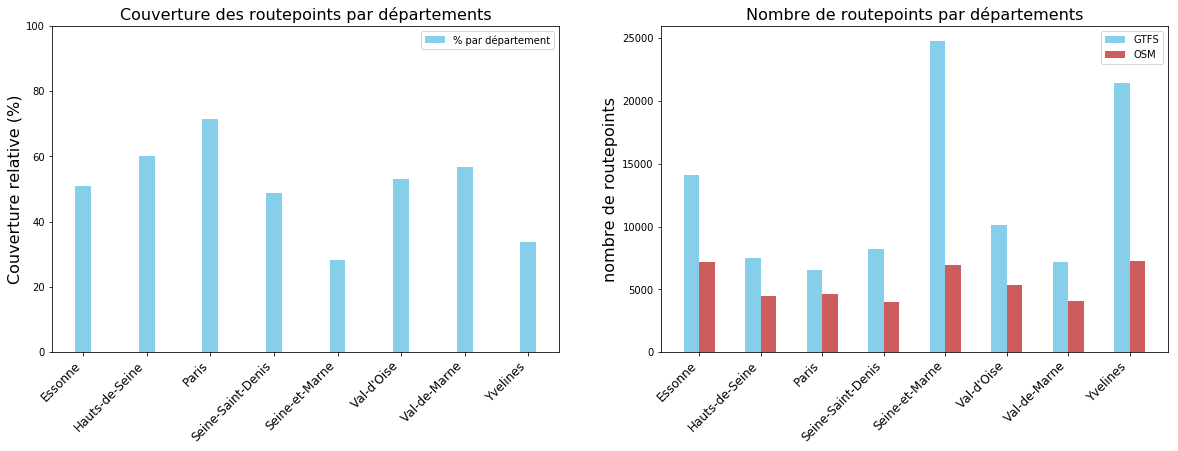 Couverture des routepoints par départements
Couverture relative (%)
100
80
60
40
20
0
% par département
Essonne
Hauts-de-Seine
Paris
Seine-Saint-Denis
Seine-et-Marne
Val-d'Oise
Val-de-Marne
Yvelines
Nombre de routepoints par départements
nombre de routepoints
25000
20000
15000
10000
5000
0
GTFS
OSM
Essonne
Hauts-de-Seine
Paris
Seine-Saint-Denis
Seine-et-Marne
Val-d'Oise
Val-de-Marne
Yvelines